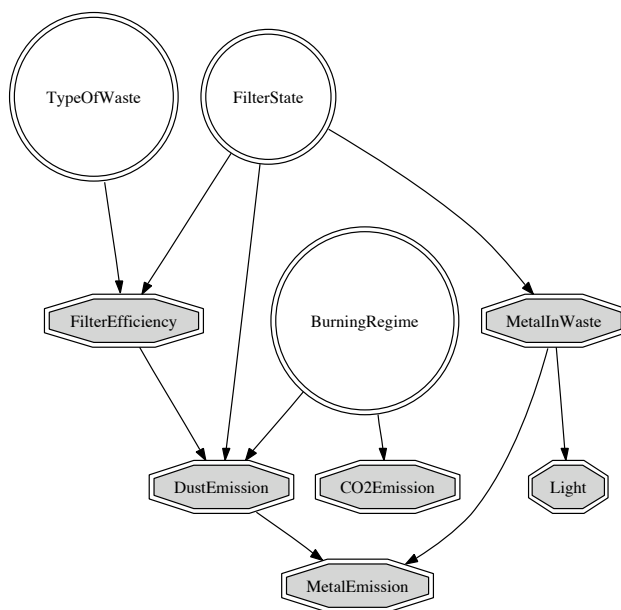 TypeOfWaste
FilterState
FilterEfficiency
BurningRegime
MetalInWaste
DustEmission
CO2Emission
Light
MetalEmission